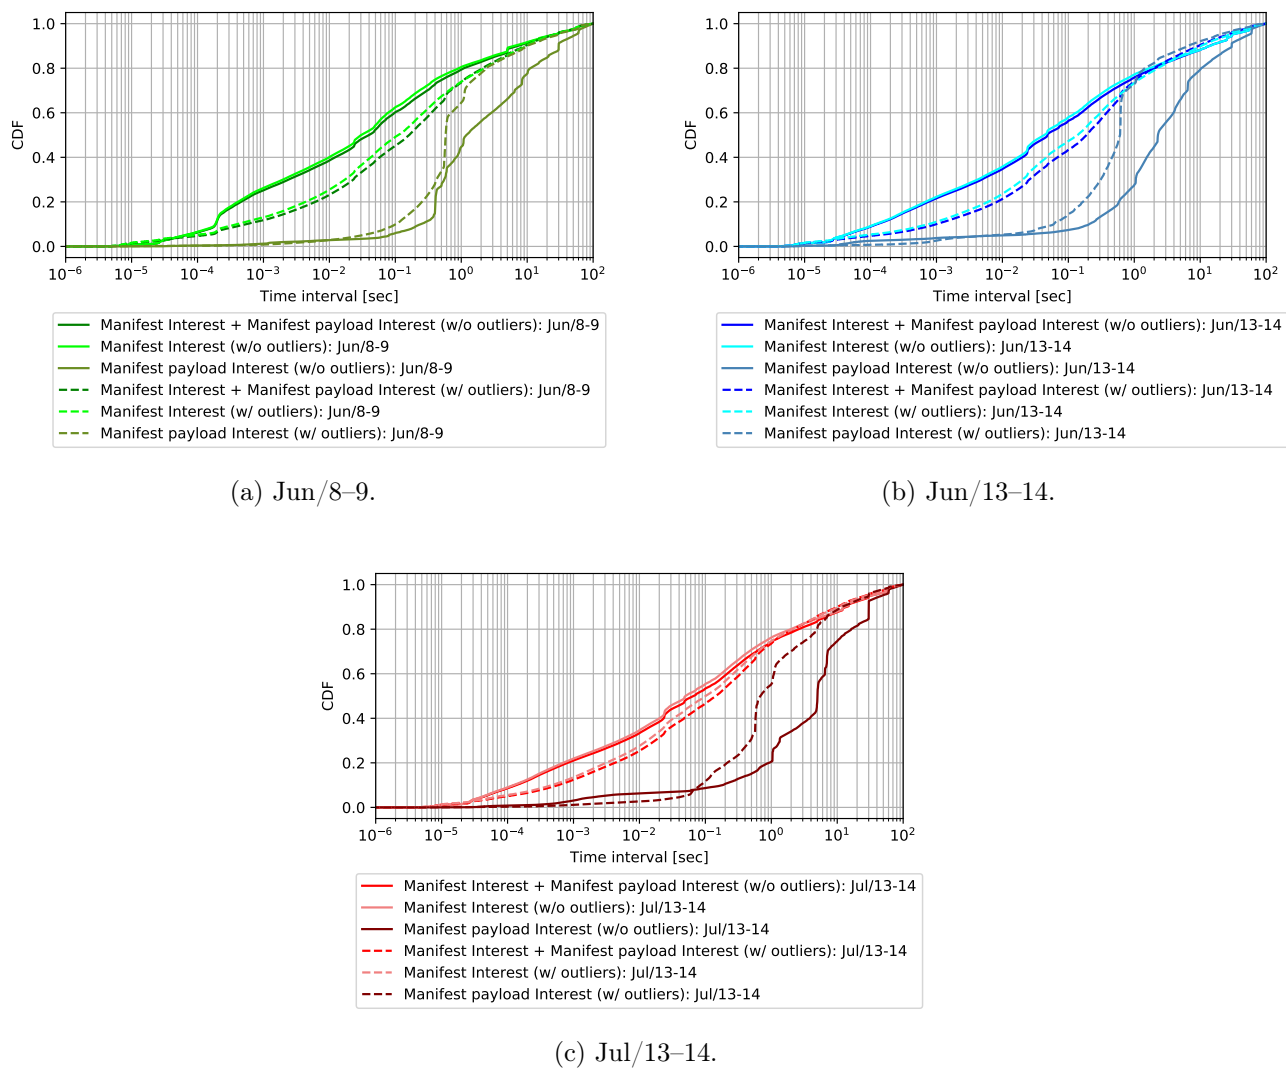 1.0
0.8
0.6
0.4
0.2
0.0
CDF
10⁻⁶ 10⁻⁵ 10⁻⁴ 10⁻³ 10⁻² 10⁻¹ 10⁰ 10¹ 10²
Time interval [sec]
Manifest Interest + Manifest payload Interest (w/o outliers): Jun/8-9
Manifest Interest (w/o outliers): Jun/8-9
Manifest payload Interest (w/o outliers): Jun/8-9
Manifest Interest + Manifest payload Interest (w/ outliers): Jun/8-9
Manifest Interest (w/ outliers): Jun/8-9
Manifest payload Interest (w/ outliers): Jun/8-9
(a) Jun/8–9.
1.0
0.8
0.6
0.4
0.2
0.0
CDF
10⁻⁶ 10⁻⁵ 10⁻⁴ 10⁻³ 10⁻² 10⁻¹ 10⁰ 10¹ 10²
Time interval [sec]
Manifest Interest + Manifest payload Interest (w/o outliers): Jun/13-14
Manifest Interest (w/o outliers): Jun/13-14
Manifest payload Interest (w/o outliers): Jun/13-14
Manifest Interest + Manifest payload Interest (w/ outliers): Jun/13-14
Manifest Interest (w/ outliers): Jun/13-14
Manifest payload Interest (w/ outliers): Jun/13-14
(b) Jun/13–14.
1.0
0.8
0.6
0.4
0.2
0.0
CDF
10⁻⁶ 10⁻⁵ 10⁻⁴ 10⁻³ 10⁻² 10⁻¹ 10⁰ 10¹ 10²
Time interval [sec]
Manifest Interest + Manifest payload Interest (w/o outliers): Jul/13-14
Manifest Interest (w/o outliers): Jul/13-14
Manifest payload Interest (w/o outliers): Jul/13-14
Manifest Interest + Manifest payload Interest (w/ outliers): Jul/13-14
Manifest Interest (w/ outliers): Jul/13-14
Manifest payload Interest (w/ outliers): Jul/13-14
(c) Jul/13–14.